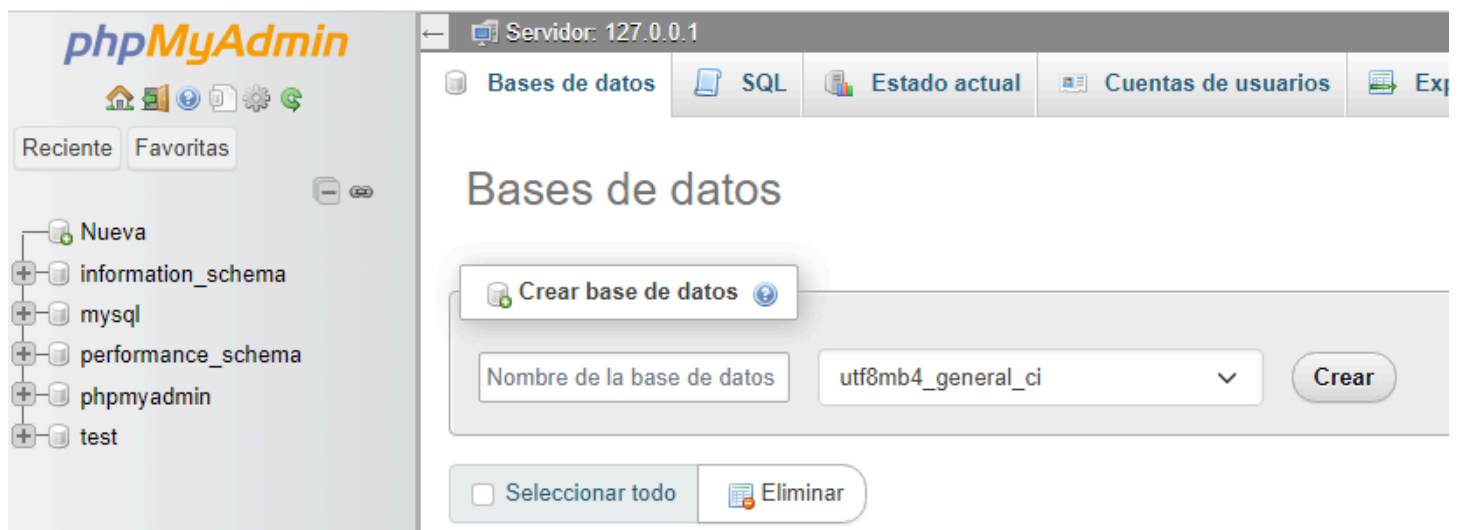 phpMyAdmin
Reciente Favoritas
Nueva
information_schema
mysql
performance_schema
phpmyadmin
test
Servidor: 127.0.0.1
Bases de datos SQL Estado actual Cuentas de usuarios Exp
Bases de datos
Crear base de datos
Nombre de la base de datos utf8mb4_general_ci Crear
Seleccionar todo Eliminar